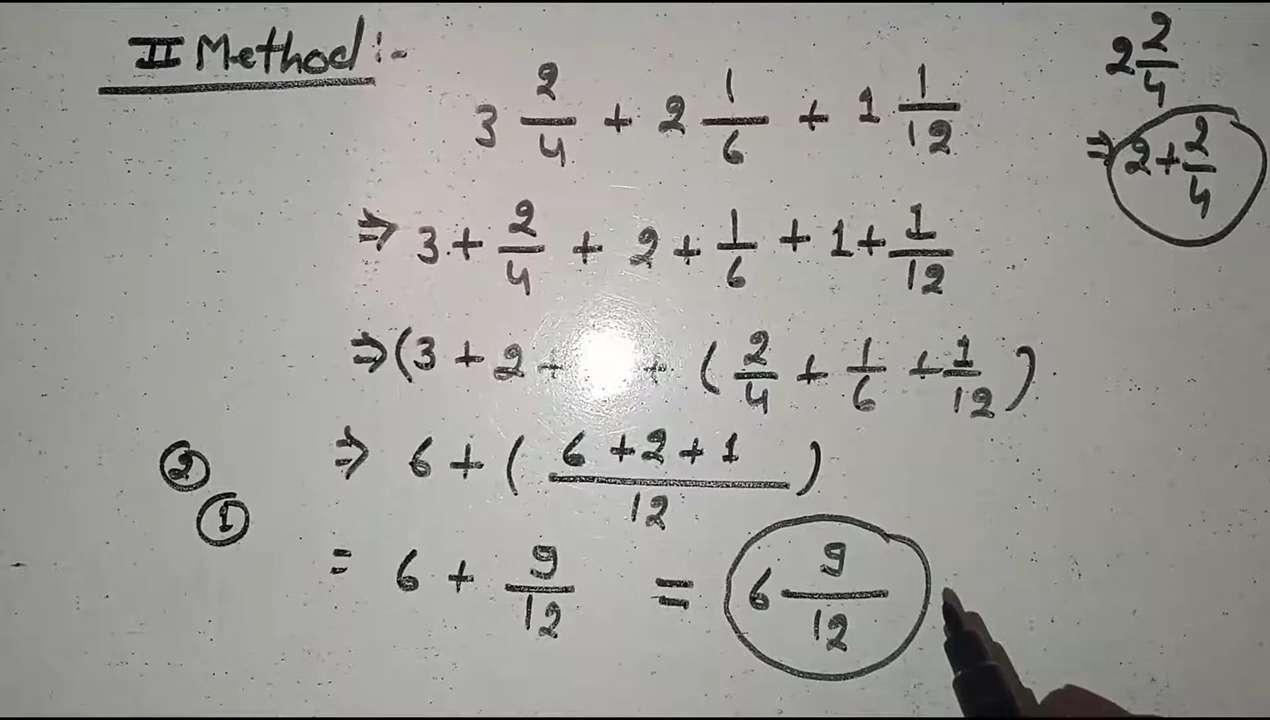 II Method :-
3 2/4 + 2 1/6 + 1 1/12
⇒ 3 + 2/4 + 2 + 1/6 + 1 + 1/12
⇒ (3 + 2 + + (2/4 + 1/6 + 1/12)
⇒ 6 + ( (6 + 2 + 1)/12 )
= 6 + 9/12 = 6 9/12
2 2/4
⇒ 2 + 2/4
2
1